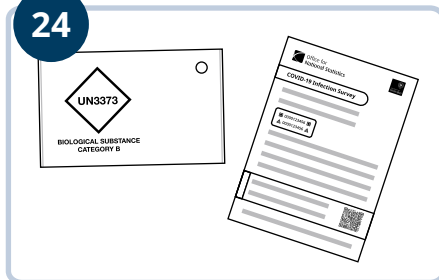 24
UN3373
BIOLOGICAL SUBSTANCE
CATEGORY B
Office for
National Statistics
COVID-19 Infection Survey